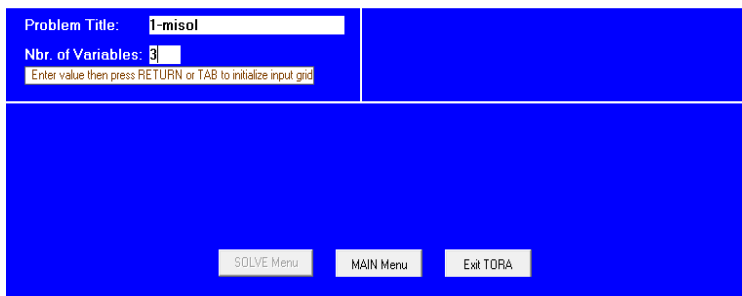 Problem Title: 1-misol
Nbr. of Variables: 3
Enter value then press RETURN or TAB to initialize input grid
SOLVE Menu MAIN Menu Exit TORA